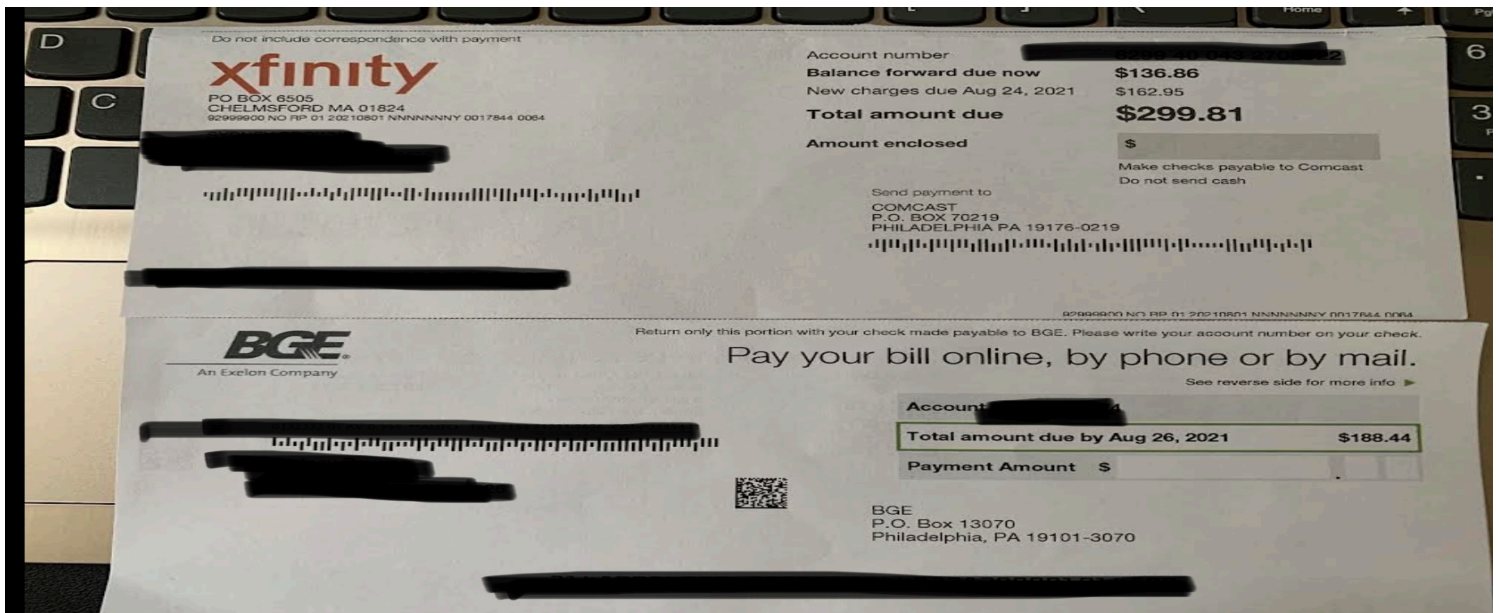 Home
Pg
D
C
6
3
Do not include correspondence with payment
xfinity
PO BOX 6505
CHELMSFORD MA 01824
92999900 NO RP 01 20210801 NNNNNNNY 0017844 0064
Account number
Balance forward due now $136.86
New charges due Aug 24, 2021 $162.95
Total amount due $299.81
Amount enclosed $
Make checks payable to Comcast
Do not send cash
Send payment to
COMCAST
P.O. BOX 70219
PHILADELPHIA PA 19176-0219
92999900 NO RP 01 20210801 NNNNNNNY 0017844 0064
BGE
An Exelon Company
Return only this portion with your check made payable to BGE. Please write your account number on your check.
Pay your bill online, by phone or by mail.
See reverse side for more info
Account
Total amount due by Aug 26, 2021 $188.44
Payment Amount $
BGE
P.O. Box 13070
Philadelphia, PA 19101-3070